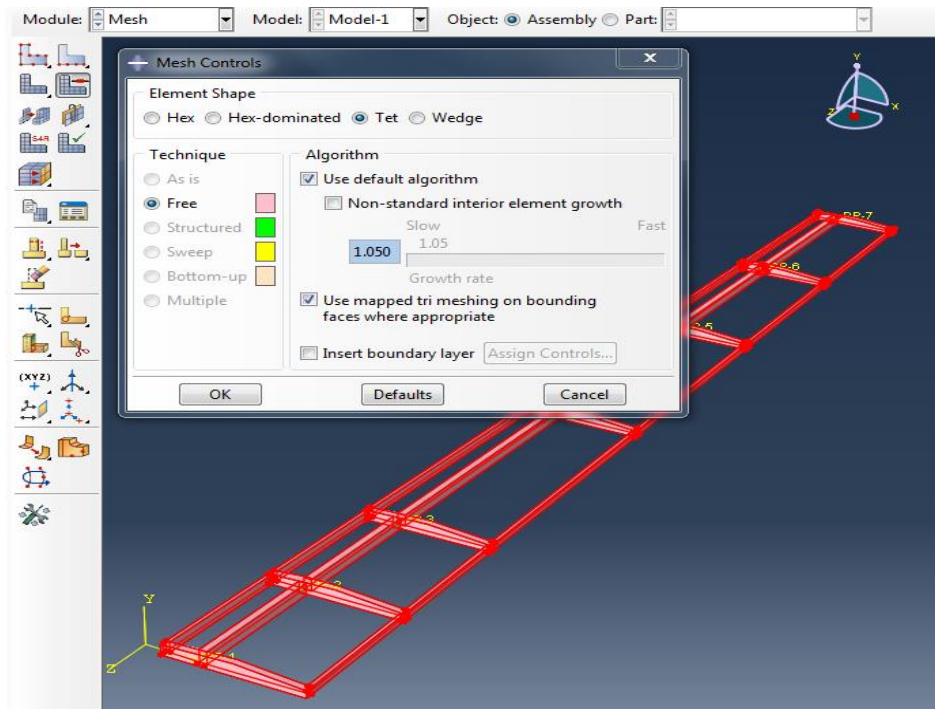 Module: Mesh Model: Model-1 Object: Assembly Part:
Mesh Controls
x
Element Shape
Hex Hex-dominated Tet Wedge
Technique
As is
Free
Structured
Sweep
Bottom-up
Multiple
Algorithm
Use default algorithm
Non-standard interior element growth
Slow Fast
1.050 1.05
Growth rate
Use mapped tri meshing on bounding
faces where appropriate
Insert boundary layer Assign Controls...
OK Defaults Cancel
(XYZ)
Y
X
Z
RP-7
Y
Z